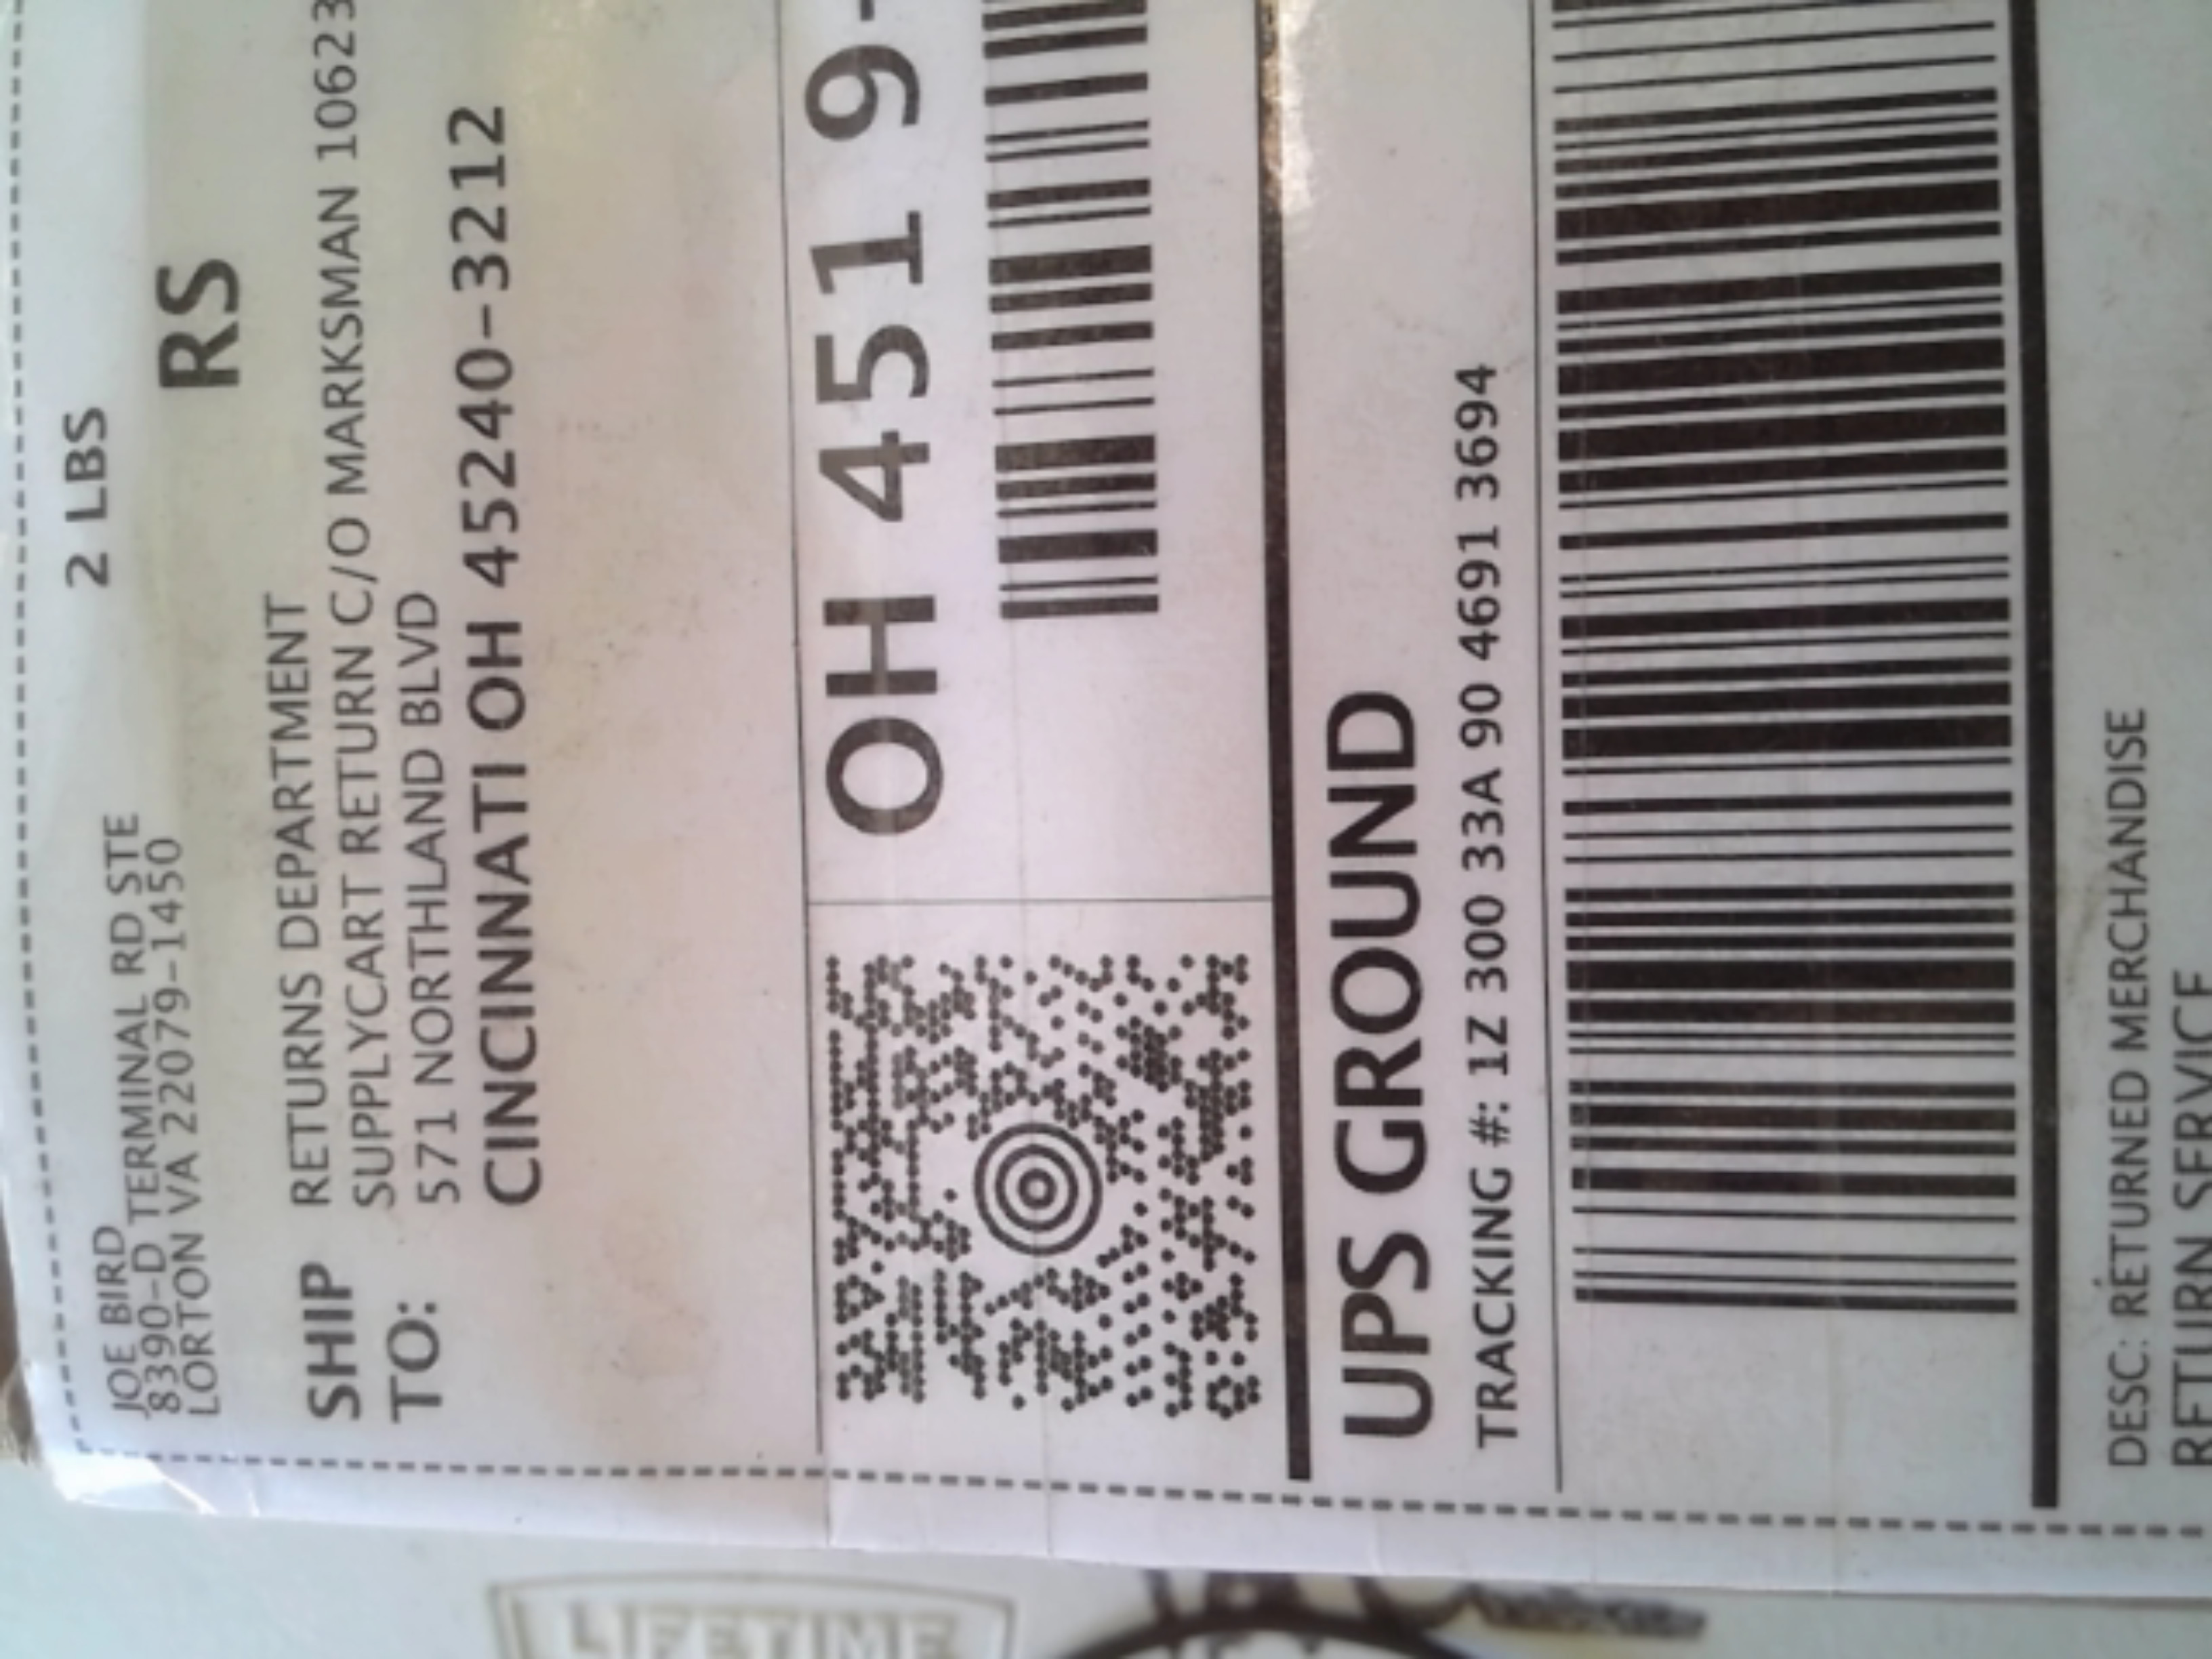 JOE BIRD
8390-D TERMINAL RD STE
LORTON VA 22079-1450
2 LBS
RS
SHIP
TO:
RETURNS DEPARTMENT
SUPPLYCART RETURN C/O MARKSMAN 10623
571 NORTHLAND BLVD
CINCINNATI OH 45240-3212
OH 451 9-
UPS GROUND
TRACKING #: 1Z 300 33A 90 4691 3694
DESC: RETURNED MERCHANDISE
RETURN SERVICE
LIFETIME